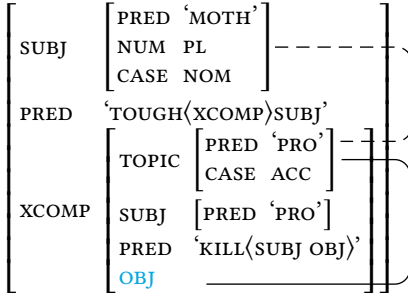 PRED ‘MOTH’
SUBJ NUM PL
CASE NOM
PRED ‘TOUGH⟨XCOMP⟩SUBJ’
PRED ‘PRO’
TOPIC
CASE ACC
XCOMP SUBJ [PRED ‘PRO’]
PRED ‘KILL⟨SUBJ OBJ⟩’
OBJ